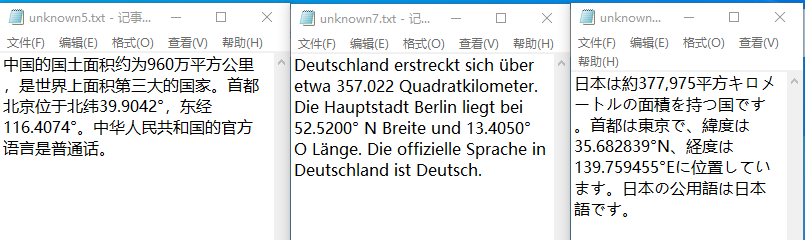 unknown5.txt - 记事...
文件(F) 编辑(E) 格式(O) 查看(V) 帮助(H)
中国的国土面积约为960万平方公里
，是世界上面积第三大的国家。首都
北京位于北纬39.9042°，东经
116.4074°。中华人民共和国的官方
语言是普通话。
unknown7.txt - 记...
文件(F) 编辑(E) 格式(O) 查看(V) 帮助(H)
Deutschland erstreckt sich über
etwa 357.022 Quadratkilometer.
Die Hauptstadt Berlin liegt bei
52.5200° N Breite und 13.4050°
O Länge. Die offizielle Sprache in
Deutschland ist Deutsch.
unknown...
文件(F) 编辑(E) 格式(O) 查看(V)
帮助(H)
日本は約377,975平方キロメ
ートルの面積を持つ国です
。首都は東京で、緯度は
35.682839°N、経度は
139.759455°Eに位置してい
ます。日本の公用語は日本
語です。